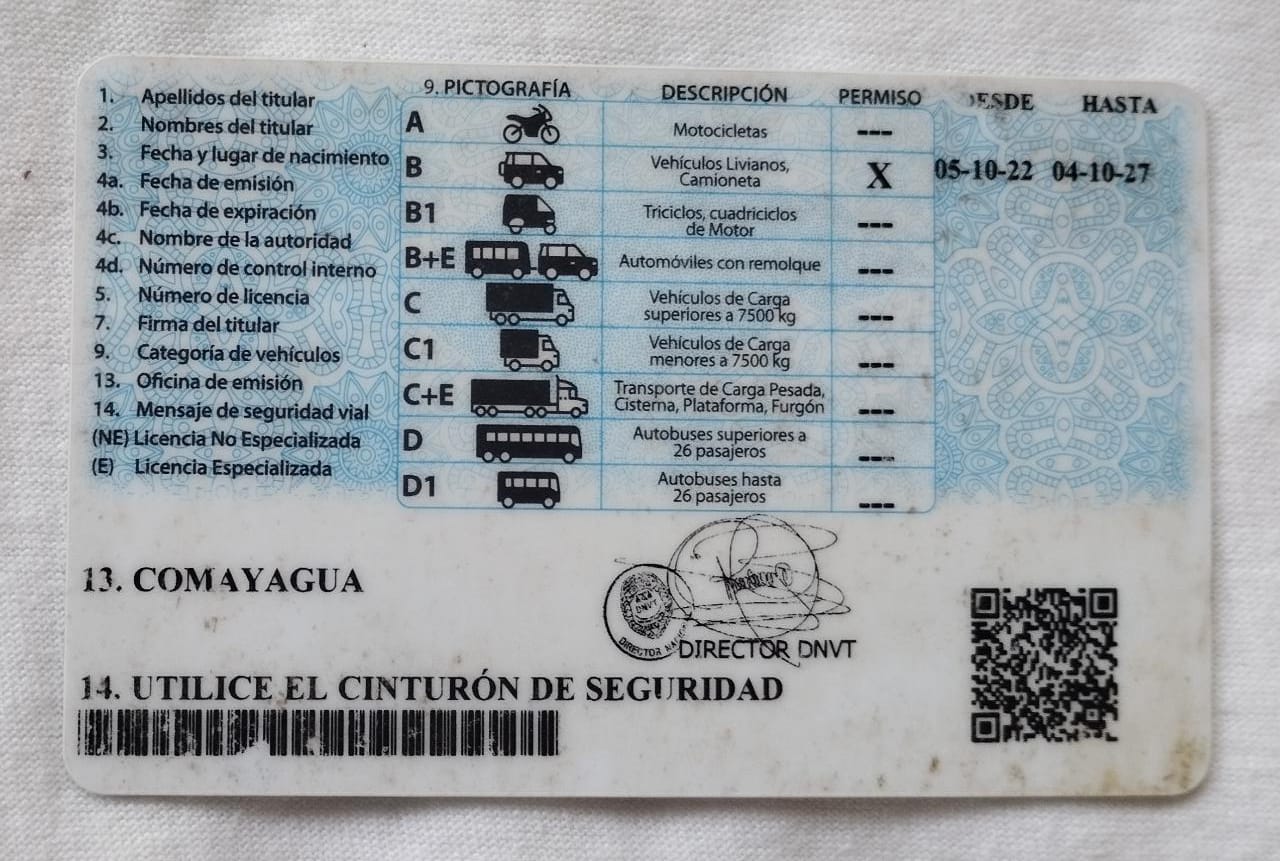 1. Apellidos del titular
2. Nombres del titular
3. Fecha y lugar de nacimiento
4a. Fecha de emisión
4b. Fecha de expiración
4c. Nombre de la autoridad
4d. Número de control interno
5. Número de licencia
7. Firma del titular
9. Categoría de vehículos
13. Oficina de emisión
14. Mensaje de seguridad vial
(NE) Licencia No Especializada
(E) Licencia Especializada
9. PICTOGRAFÍA DESCRIPCIÓN PERMISO DESDE HASTA
A Motocicletas ---
B Vehículos Livianos,
Camioneta X 05-10-22 04-10-27
B1 Triciclos, cuadriciclos
de Motor ---
B+E Automóviles con remolque ---
C Vehículos de Carga
superiores a 7500 kg ---
C1 Vehículos de Carga
menores a 7500 kg ---
C+E Transporte de Carga Pesada,
Cisterna, Plataforma, Furgón ---
D Autobuses superiores a
26 pasajeros ---
D1 Autobuses hasta
26 pasajeros ---
13. COMAYAGUA
DNVT
DIRECTOR
DIRECTOR DNVT
14. UTILICE EL CINTURÓN DE SEGURIDAD